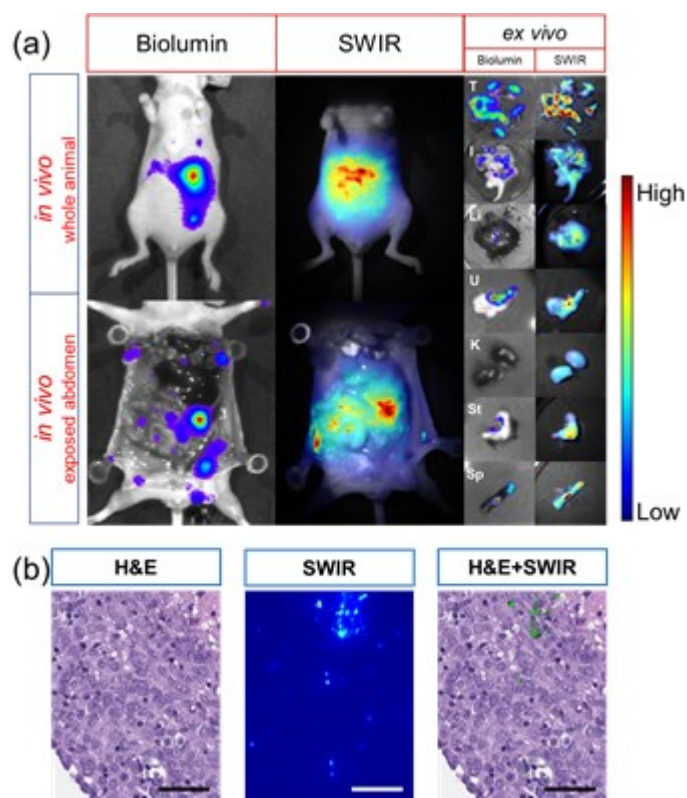 (a)
Biolumin
SWIR
ex vivo
Biolumin
SWIR
in vivo
whole animal
in vivo
exposed abdomen
T
I
Li
U
K
St
Sp
High
Low
(b)
H&E
SWIR
H&E+SWIR